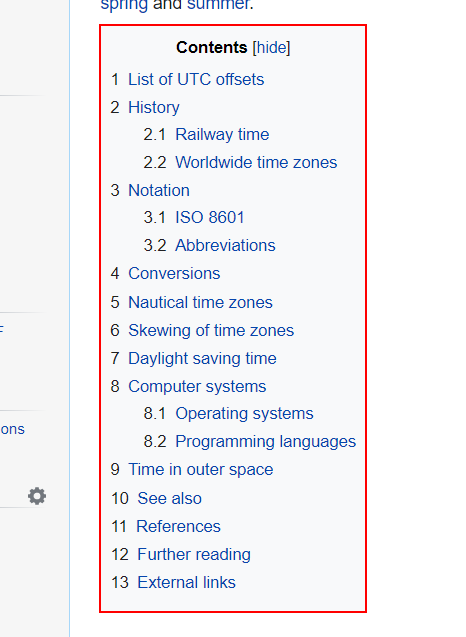 spring and summer.
Contents [hide]
1 List of UTC offsets
2 History
2.1 Railway time
2.2 Worldwide time zones
3 Notation
3.1 ISO 8601
3.2 Abbreviations
4 Conversions
5 Nautical time zones
6 Skewing of time zones
7 Daylight saving time
8 Computer systems
8.1 Operating systems
8.2 Programming languages
ons
9 Time in outer space
10 See also
11 References
12 Further reading
13 External links